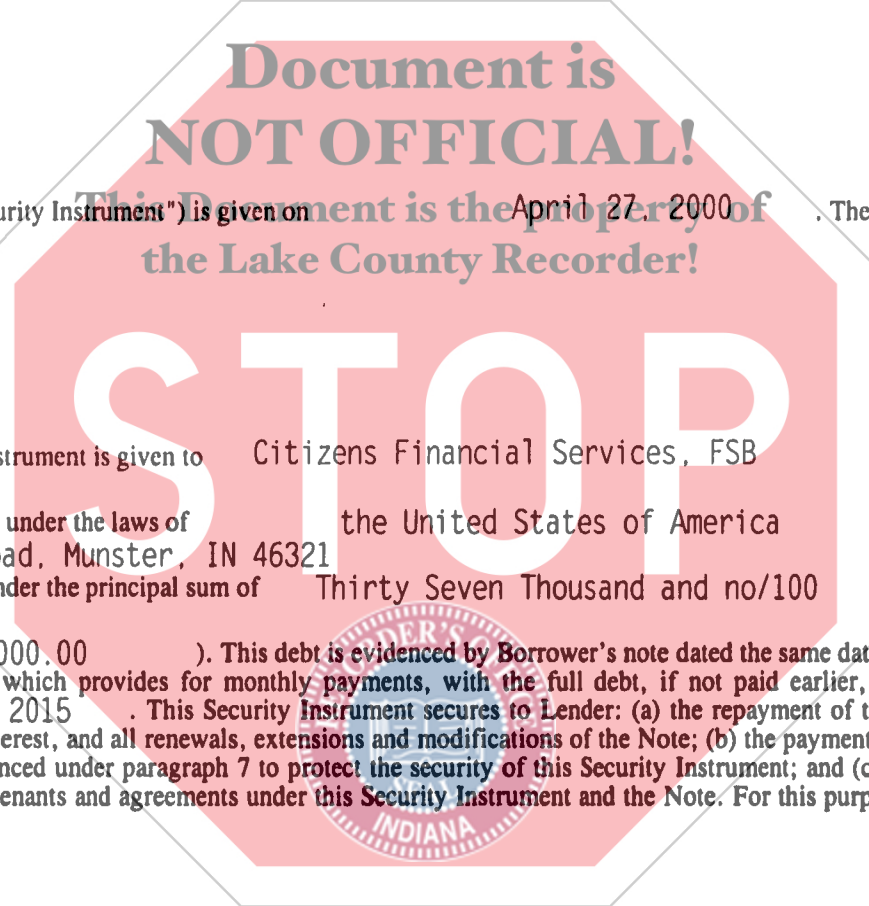 Document is
NOT OFFICIAL!
urity Instrument") is given on April 27, 2000 . The
This Document is the property of
the Lake County Recorder!
STOP
strument is given to Citizens Financial Services, FSB
under the laws of the United States of America
ad, Munster, IN 46321
nder the principal sum of Thirty Seven Thousand and no/100
000.00 ). This debt is evidenced by Borrower's note dated the same dat
which provides for monthly payments, with the full debt, if not paid earlier,
2015 . This Security Instrument secures to Lender: (a) the repayment of t
erest, and all renewals, extensions and modifications of the Note; (b) the payment
nced under paragraph 7 to protect the security of this Security Instrument; and (c
enants and agreements under this Security Instrument and the Note. For this purp
SEAL
INDIANA